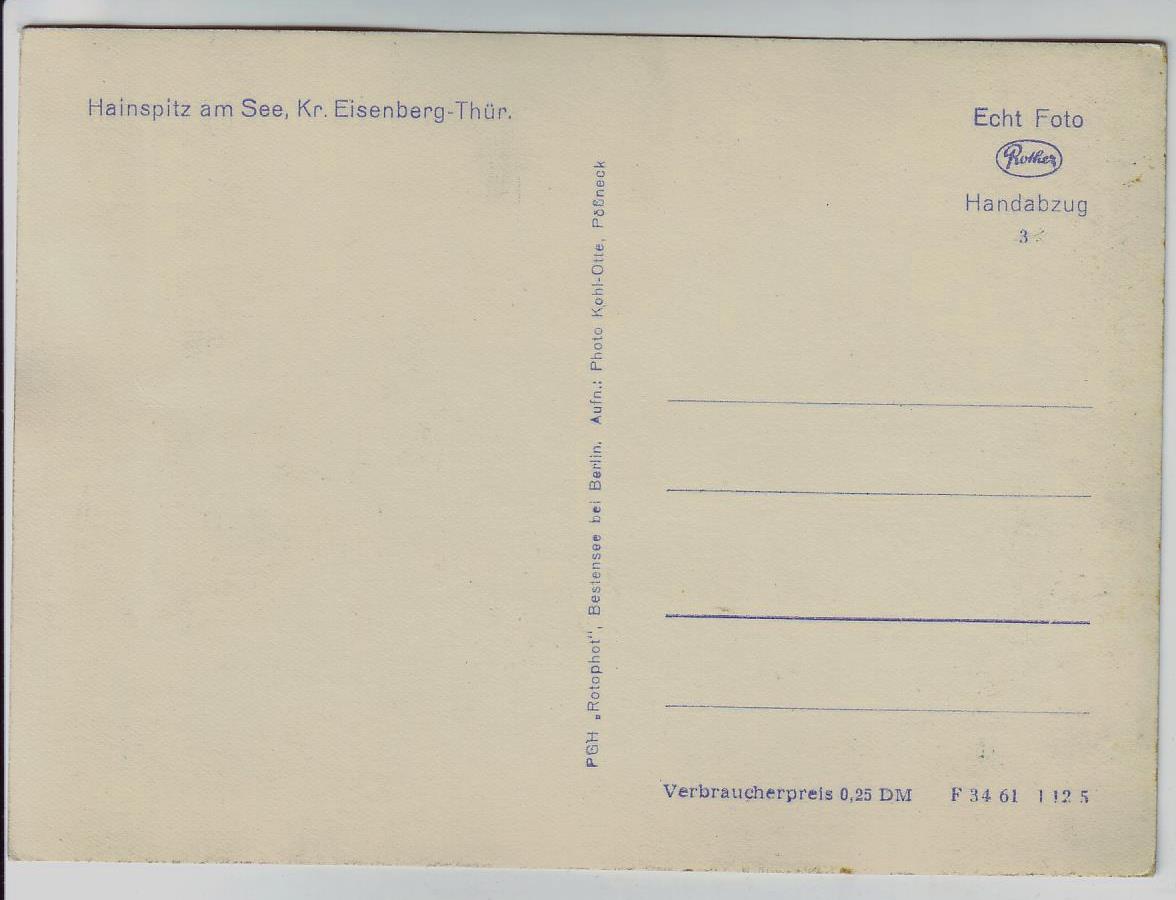 Hainspitz am See, Kr. Eisenberg-Thür.
PGH „Rotophot", Bestensee bei Berlin. Aufn.: Photo Kohl-Otte, Pößneck
Echt Foto
Rother
Handabzug
3
Verbraucherpreis 0,25 DM F 34 61 1 12 5